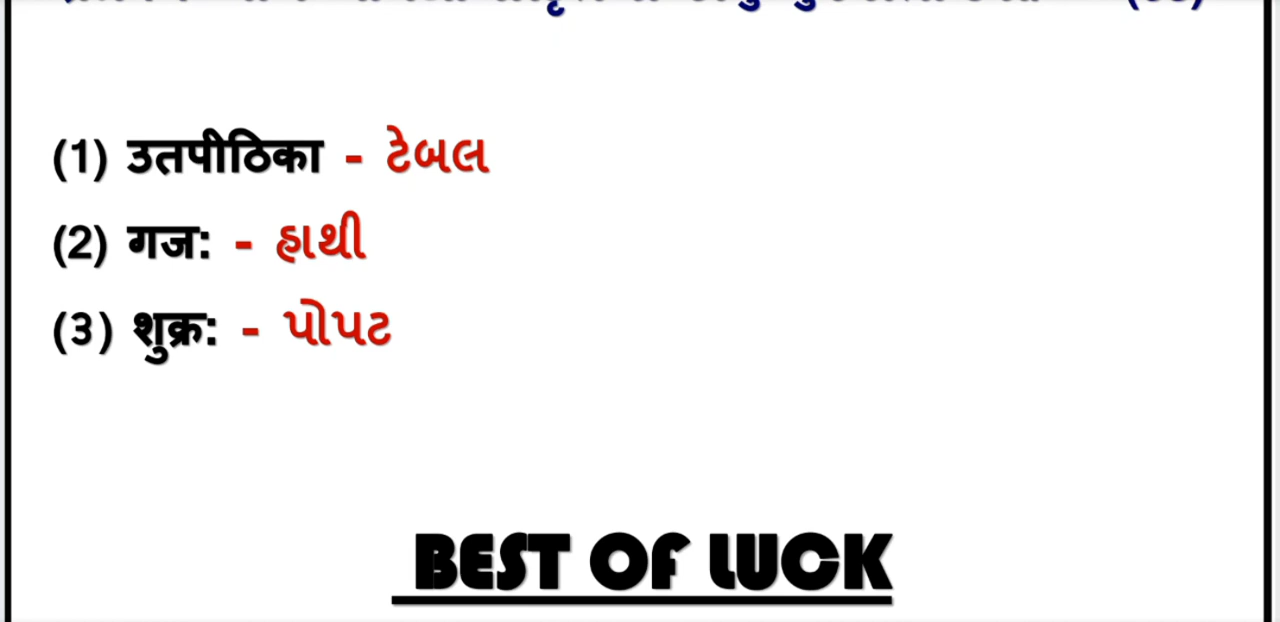 (1) उतपीठिका - ટેબલ
(2) गज: - હાથી
(3) शुक्र: - પોપટ
BEST OF LUCK